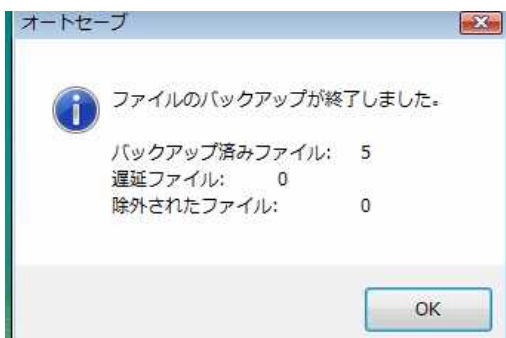 オートセーブ
ファイルのバックアップが終了しました。
バックアップ済みファイル: 5
遅延ファイル: 0
除外されたファイル: 0
OK